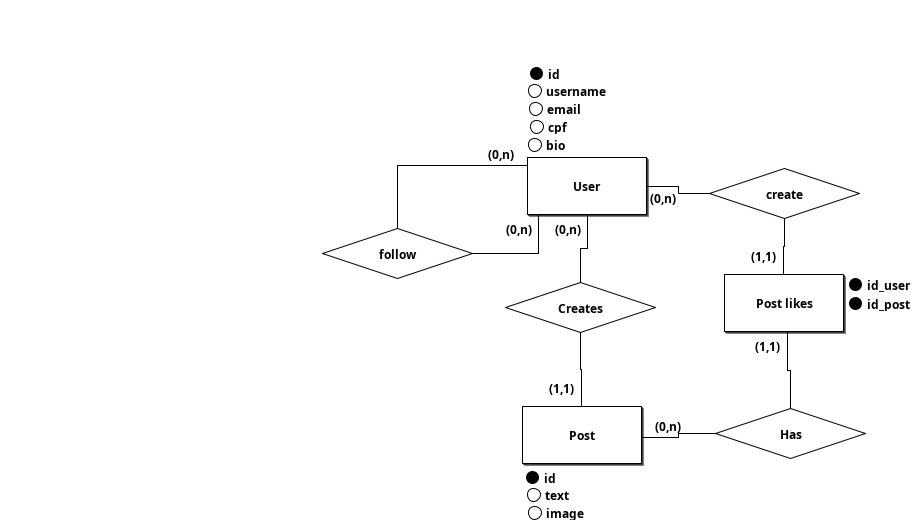 id
username
email
cpf
bio
(0,n)
User
(0,n)
create
(0,n)
(0,n)
follow
(1,1)
id_user
Post likes
id_post
Creates
(1,1)
(1,1)
(0,n)
Post
Has
id
text
image